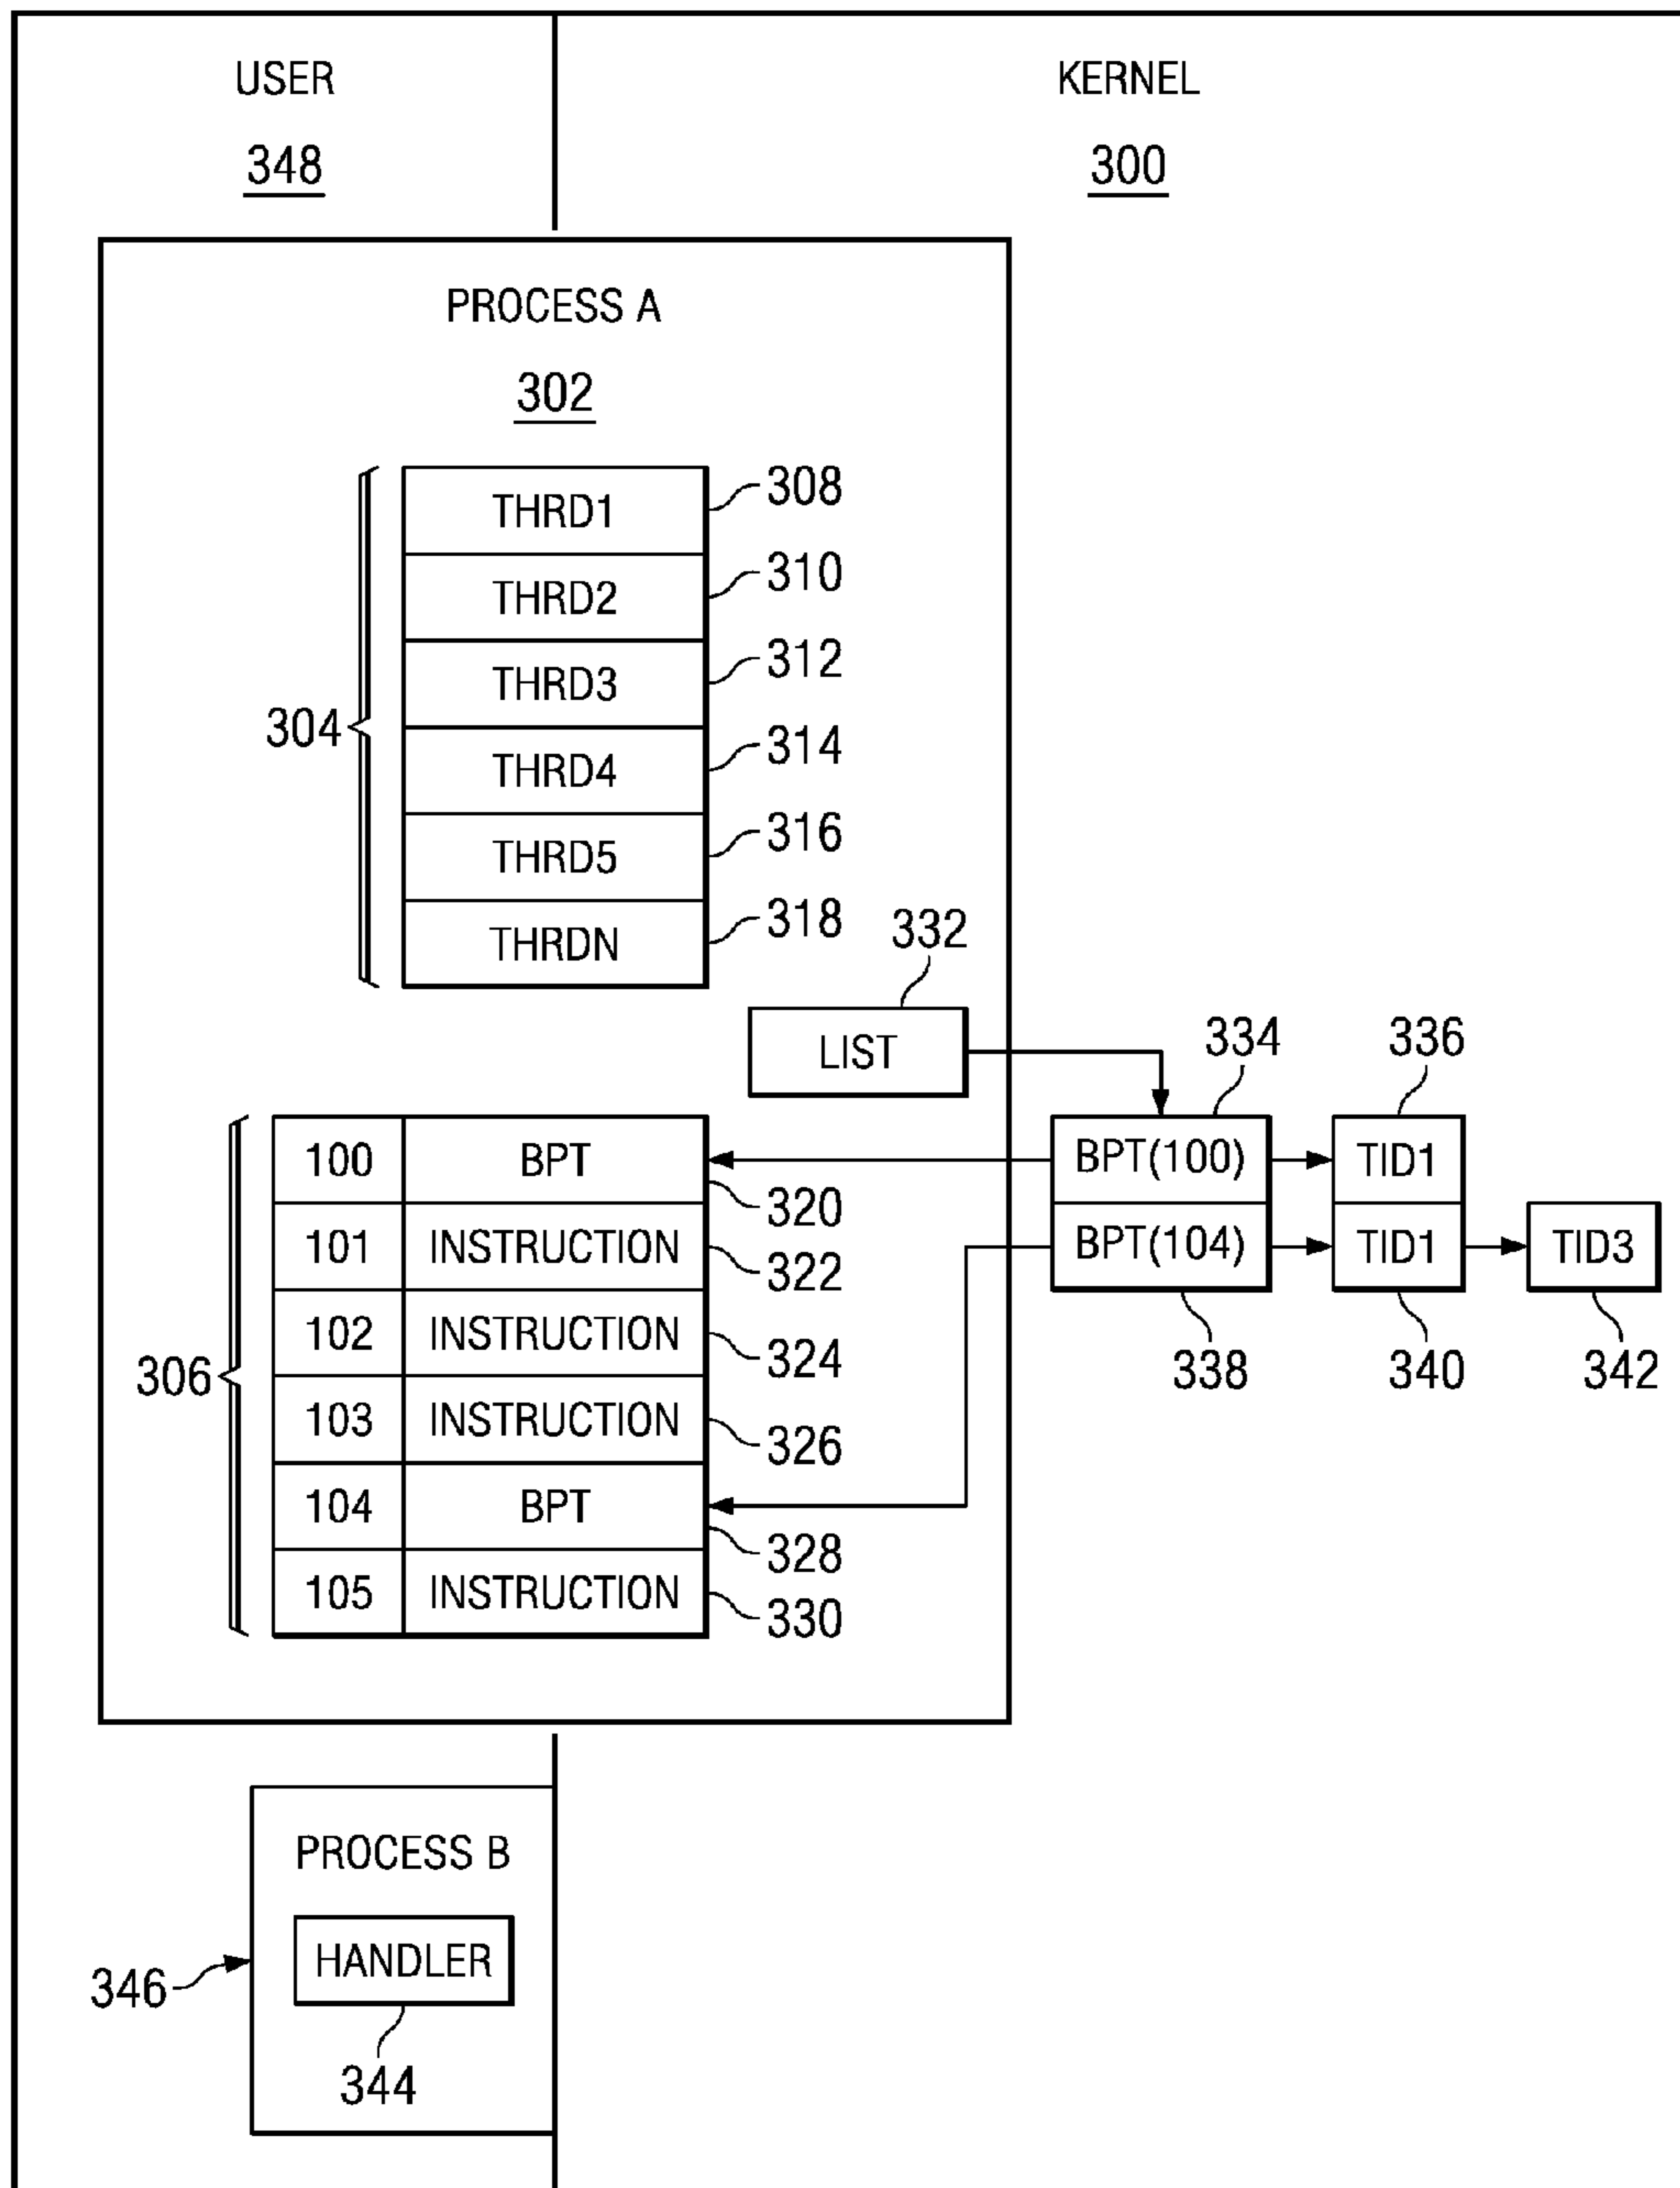 USER
KERNEL
348
300
PROCESS A
302
304
THRD1
308
THRD2
310
THRD3
312
THRD4
314
THRD5
316
THRDN
318
332
LIST
334
336
306
100 BPT
320
101 INSTRUCTION
322
102 INSTRUCTION
324
103 INSTRUCTION
326
104 BPT
328
105 INSTRUCTION
330
BPT(100)
TID1
BPT(104)
TID1
TID3
338
340
342
PROCESS B
HANDLER
346
344